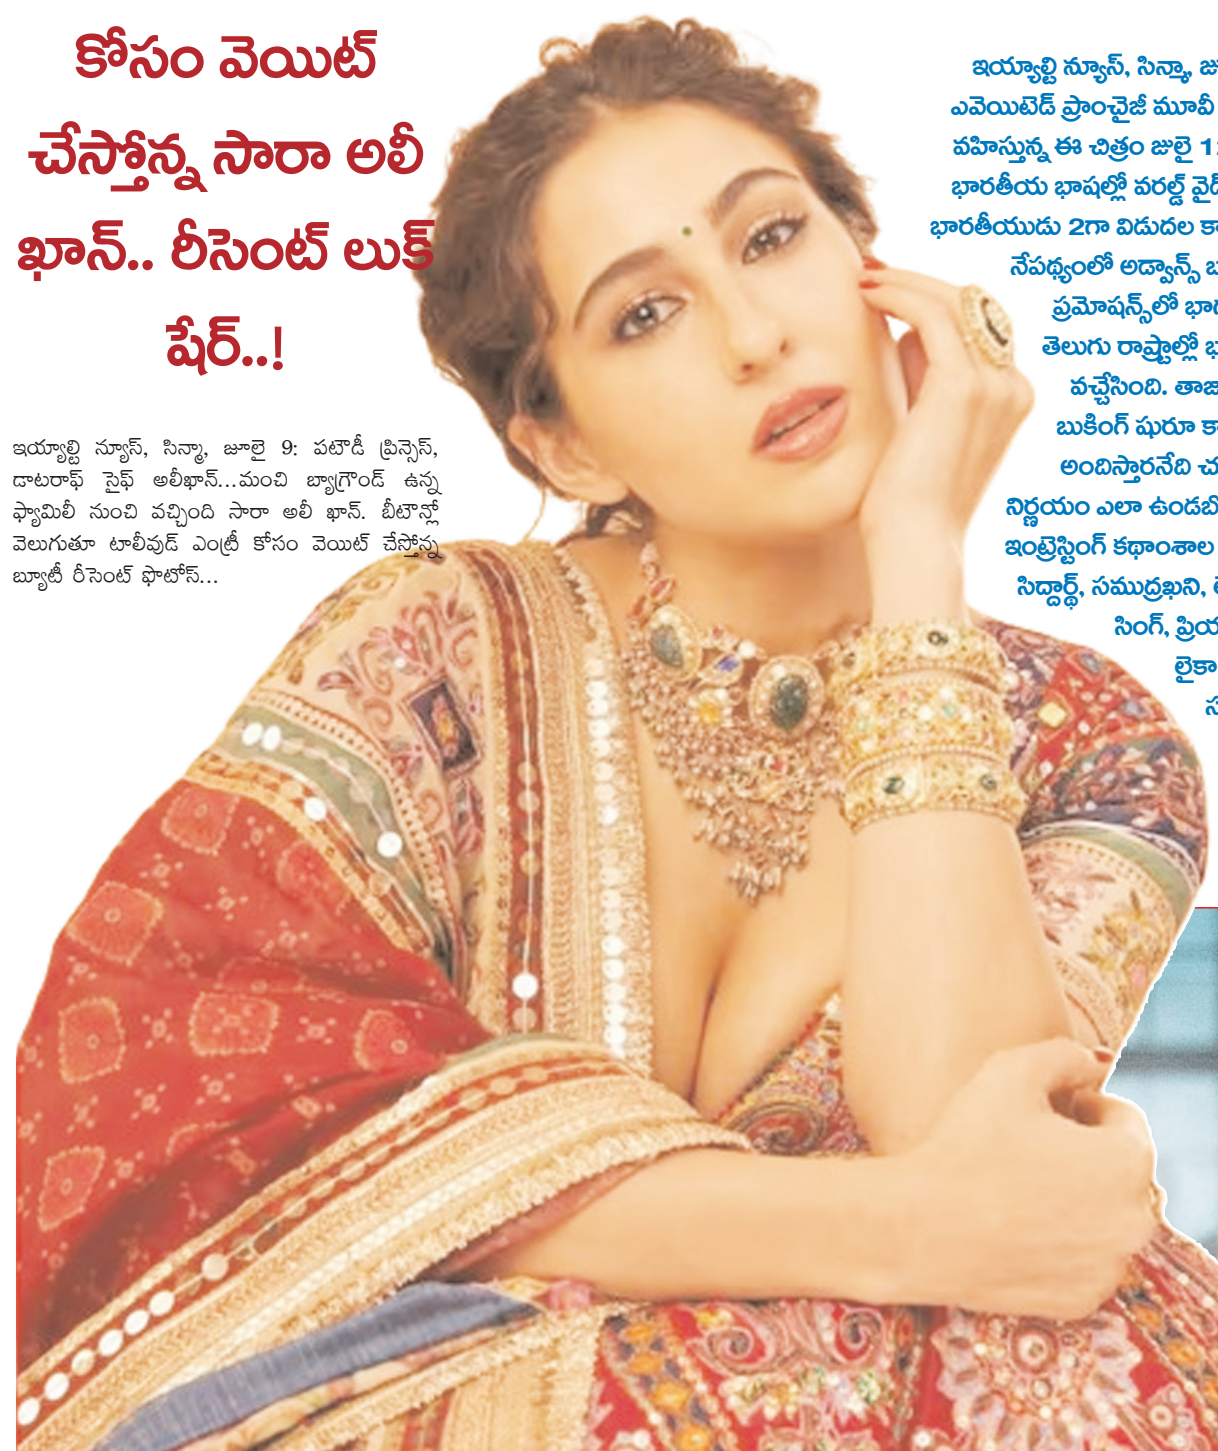 కోసం వెయిట్
చేస్తోన్న సారా అలీ
ఖాన్.. రీసెంట్ లుక్
షేర్..!
ఇయ్యాల్టి న్యూస్, సిన్మా, జూలై 9: పటౌడీ ప్రిన్సెస్,
డాటరాఫ్ సైఫ్ అలీఖాన్...మంచి బ్యాగ్రౌండ్ ఉన్న
ఫ్యామిలీ నుంచి వచ్చింది సారా అలీ ఖాన్. బీటౌన్లో
వెలుగుతూ టాలీవుడ్ ఎంట్రీ కోసం వెయిట్ చేస్తోన్న
బ్యూటీ రీసెంట్ ఫొటోస్...
ఇయ్యాల్టి న్యూస్, సిన్మా,
ఎవెయిటెడ్ ప్రాంచైజీ మూవీ
వహిస్తున్న ఈ చిత్రం జులై
భారతీయ భాషల్లో వరల్డ్
భారతీయుడు 2గా విడుదల
నేపథ్యంలో అడ్వాన్స్
ప్రమోషన్స్‌లో
తెలుగు రాష్ట్రాల్లో
వచ్చేసింది.
బుకింగ్ షురూ
అందిస్తారనేది
నిర్ణయం ఎలా
ఇంట్రెస్టింగ్ కథాంశాల
సిద్దార్థ్, సముద్రఖని,
సింగ్,